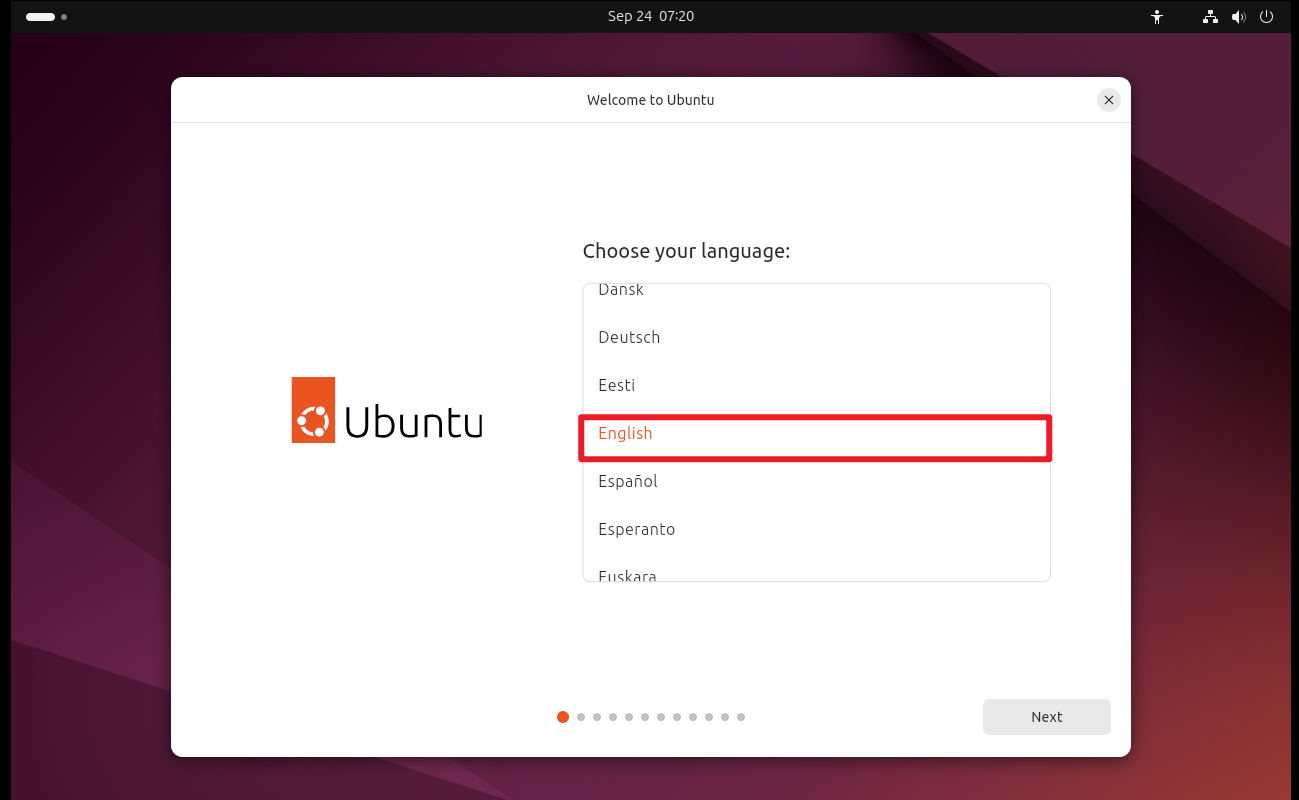 Sep 24 07:20
Welcome to Ubuntu
Choose your language:
Dansk
Deutsch
Eesti
English
Español
Esperanto
Euskara
Ubuntu
Next